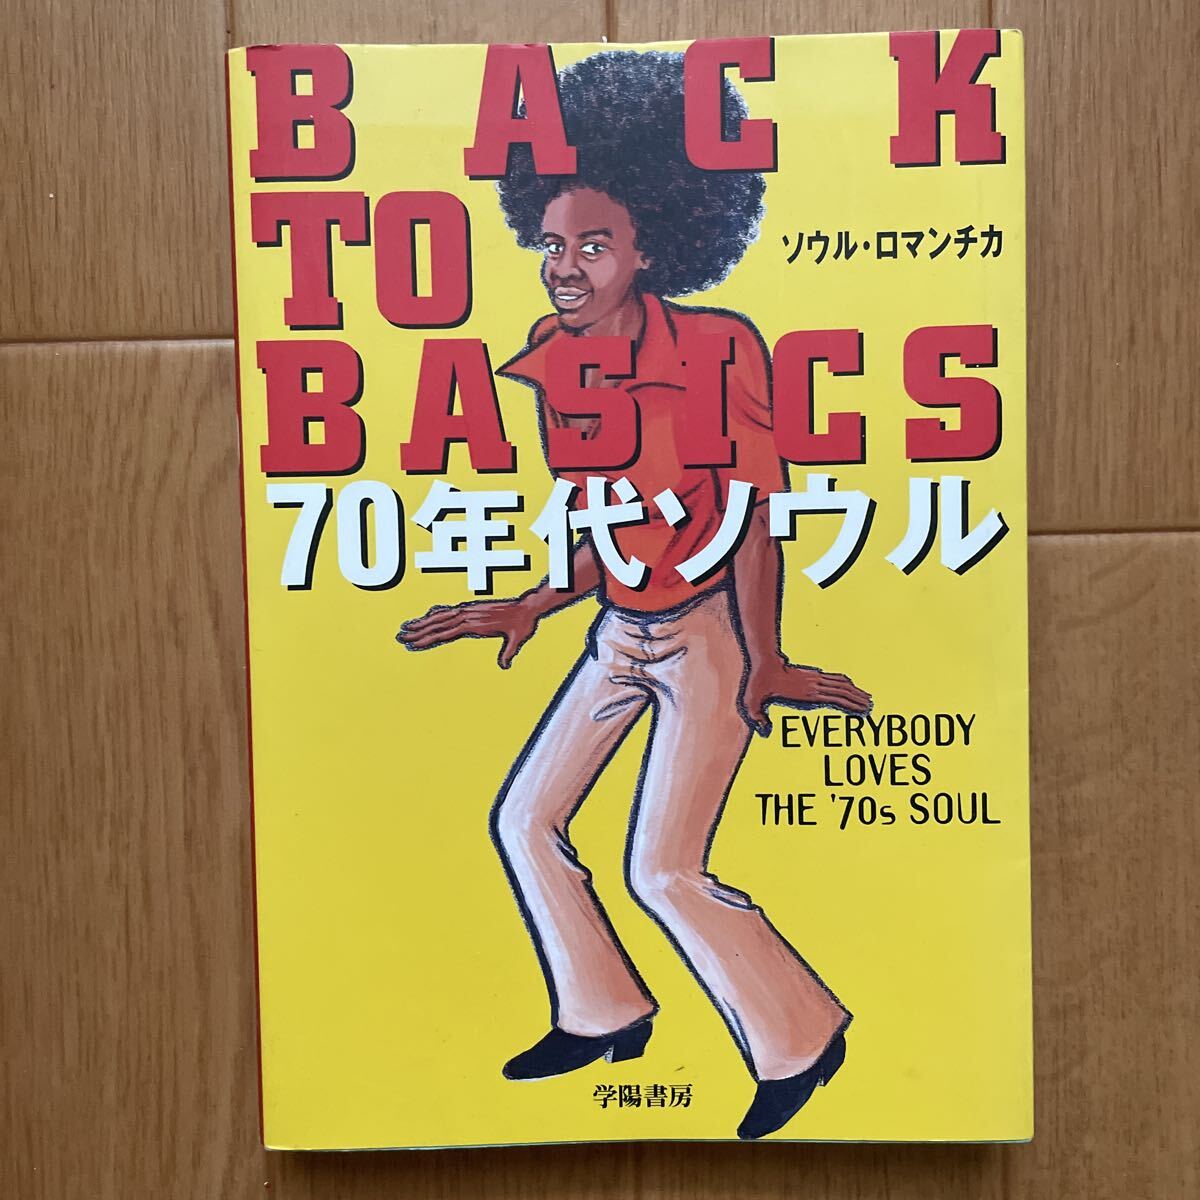 BACK
TO
ソウル・ロマンチカ
BASICS
70年代ソウル
EVERYBODY
LOVES
THE '70s SOUL
学陽書房